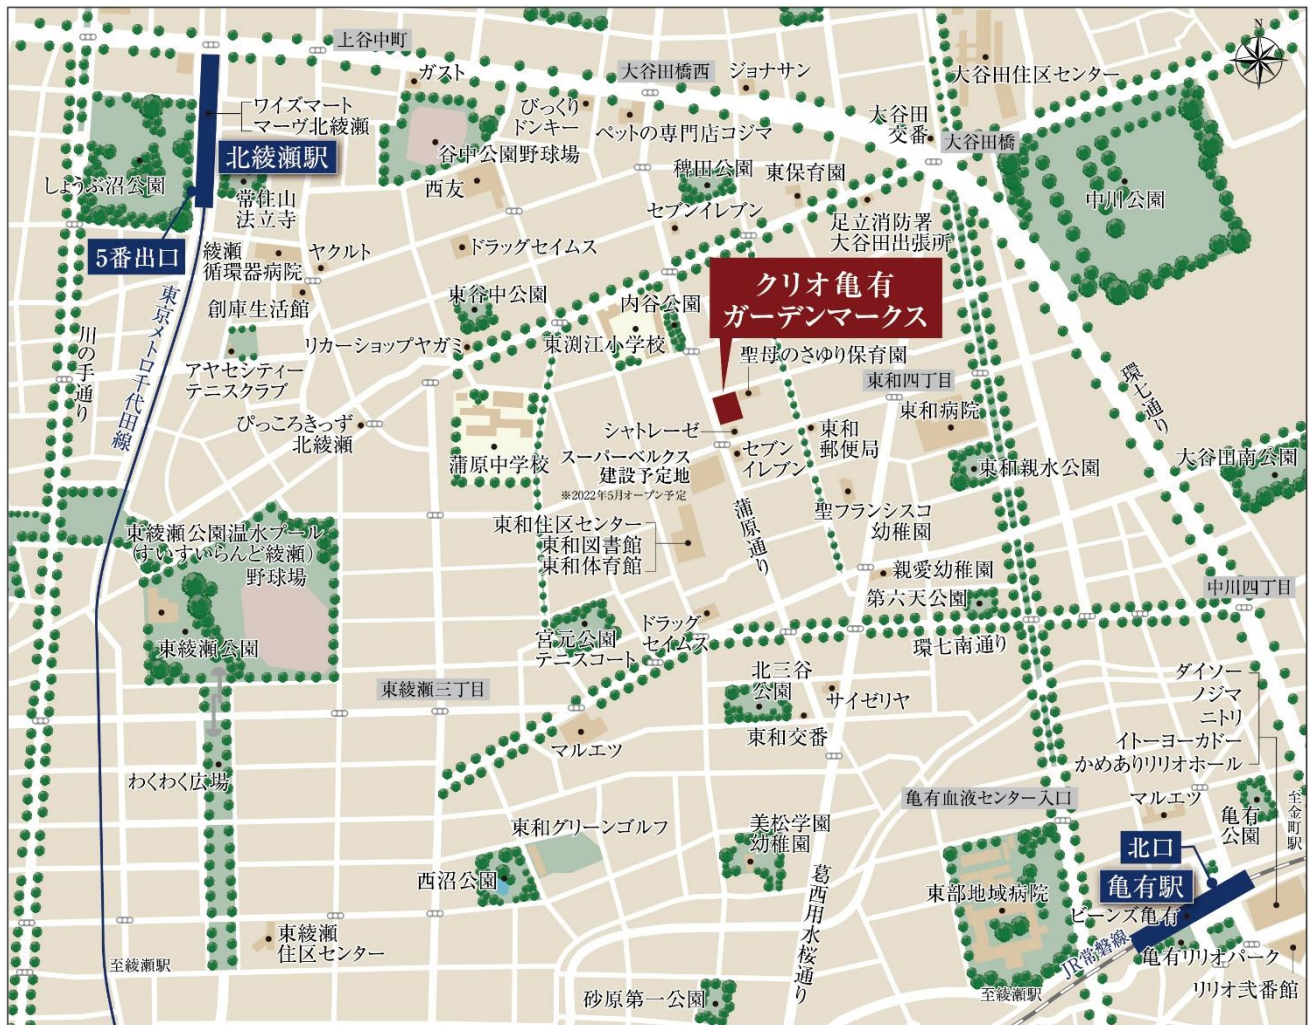 N
上谷中町
ガスト
大谷田橋西
ジョナサン
大谷田住区センター
ワイズマート
マーヴ北綾瀬
びっくり
ドンキー
ペットの専門店コジマ
大谷田
交番
大谷田橋
北綾瀬駅
谷中公園野球場
しょうぶ沼公園
常住山
法立寺
西友
稗田公園
東保育園
中川公園
セブンイレブン
足立消防署
大谷田出張所
5番出口
綾瀬
循環器病院
ヤクルト
ドラッグセイムス
創庫生活館
東谷中公園
内谷公園
クリオ亀有
ガーデンマークス
東京メトロ千代田線
川の手通り
リカーショップヤガミ
東渕江小学校
聖母のさゆり保育園
環七通り
アヤセシティー
テニスクラブ
東和四丁目
東和病院
ぴっころきっず
北綾瀬
シャトレーゼ
東和
郵便局
蒲原中学校
スーパーベルクス
建設予定地
※2022年5月オープン予定
セブン
イレブン
東和親水公園
大谷田南公園
東綾瀬公園温水プール
(すいすいらんど綾瀬)
野球場
東和住区センター
東和図書館
東和体育館
蒲原通り
聖フランシスコ
幼稚園
親愛幼稚園
第六天公園
中川四丁目
東綾瀬公園
宮元公園
テニスコート
ドラッグ
セイムス
環七南通り
東綾瀬三丁目
北三谷
公園
サイゼリヤ
ダイソー
ノジマ
ニトリ
イトーヨーカドー
かめありリリオホール
マルエツ
東和交番
わくわく広場
亀有血液センター入口
マルエツ
亀有
公園
至金町駅
東和グリーンゴルフ
美松学園
幼稚園
北口
亀有駅
西沼公園
葛西用水桜通り
東部地域病院
ビーンズ亀有
東綾瀬
住区センター
JR常磐線
亀有リリオパーク
至綾瀬駅
砂原第一公園
至綾瀬駅
リリオ弐番館